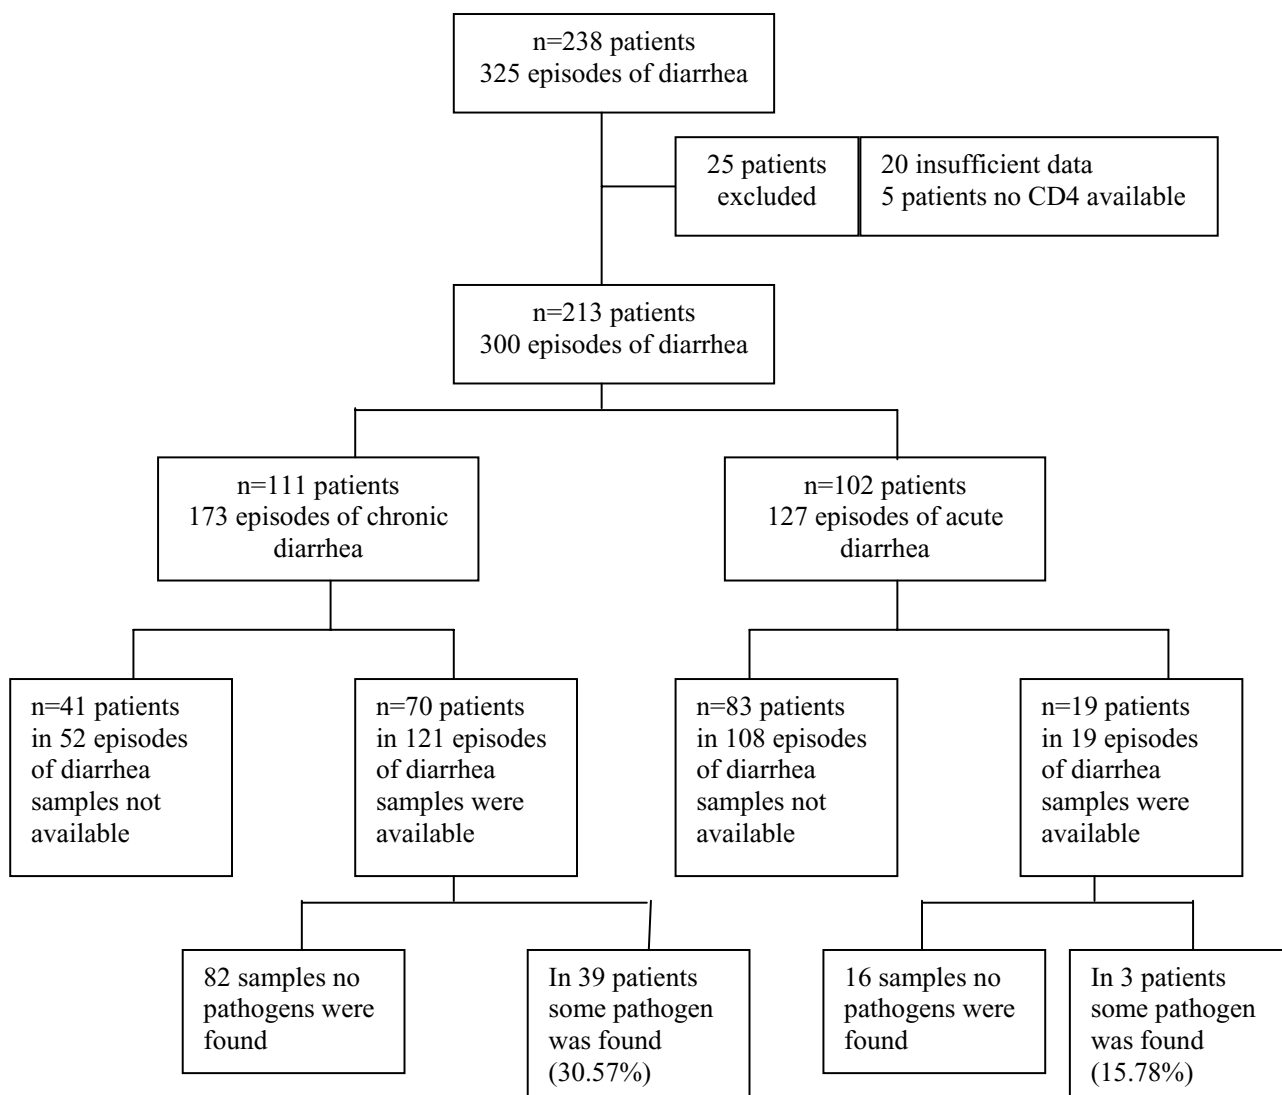 n=238 patients
325 episodes of diarrhea
25 patients
excluded
20 insufficient data
5 patients no CD4 available
n=213 patients
300 episodes of diarrhea
n=111 patients
173 episodes of chronic
diarrhea
n=102 patients
127 episodes of acute
diarrhea
n=41 patients
in 52 episodes
of diarrhea
samples not
available
n=70 patients
in 121 episodes
of diarrhea
samples were
available
n=83 patients
in 108 episodes
of diarrhea
samples not
available
n=19 patients
in 19 episodes
of diarrhea
samples were
available
82 samples no
pathogens were
found
In 39 patients
some pathogen
was found
(30.57%)
16 samples no
pathogens were
found
In 3 patients
some pathogen
was found
(15.78%)